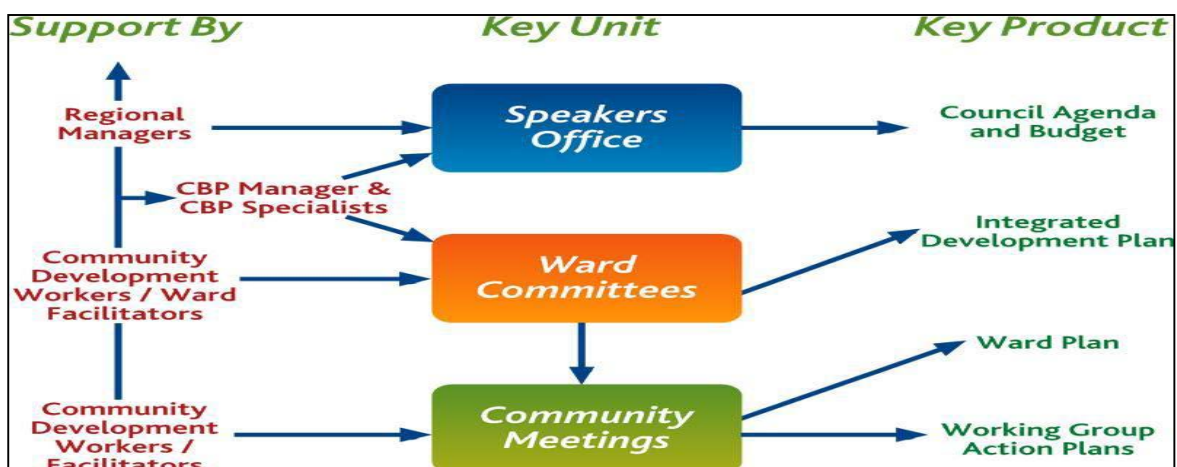 Support By
Key Unit
Key Product
Regional
Managers
Speakers
Office
Council Agenda
and Budget
CBP Manager &
CBP Specialists
Integrated
Development Plan
Community
Development
Workers / Ward
Facilitators
Ward
Committees
Ward Plan
Community
Development
Workers /
Facilitators
Community
Meetings
Working Group
Action Plans